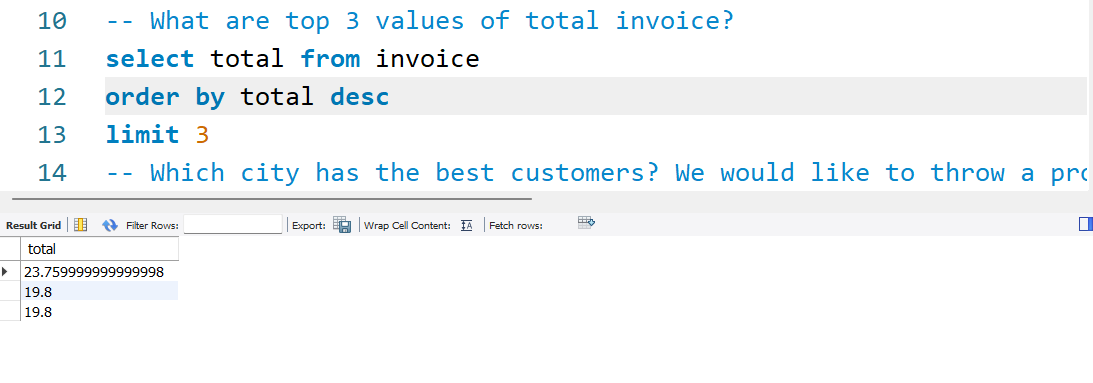 10 -- What are top 3 values of total invoice?
11 select total from invoice
12 order by total desc
13 limit 3
14 -- Which city has the best customers? We would like to throw a pro
Result Grid Filter Rows: Export: Wrap Cell Content: IA Fetch rows:
total
23.759999999999998
19.8
19.8